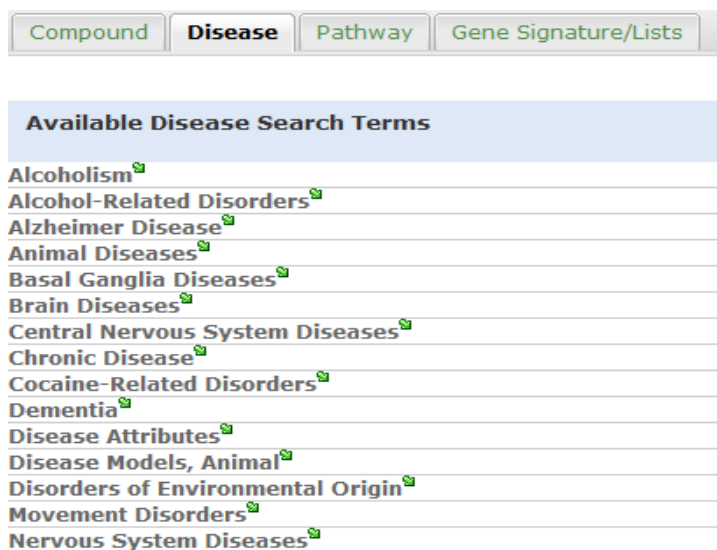 Compound Disease Pathway Gene Signature/Lists
Available Disease Search Terms
Alcoholism
Alcohol-Related Disorders
Alzheimer Disease
Animal Diseases
Basal Ganglia Diseases
Brain Diseases
Central Nervous System Diseases
Chronic Disease
Cocaine-Related Disorders
Dementia
Disease Attributes
Disease Models, Animal
Disorders of Environmental Origin
Movement Disorders
Nervous System Diseases